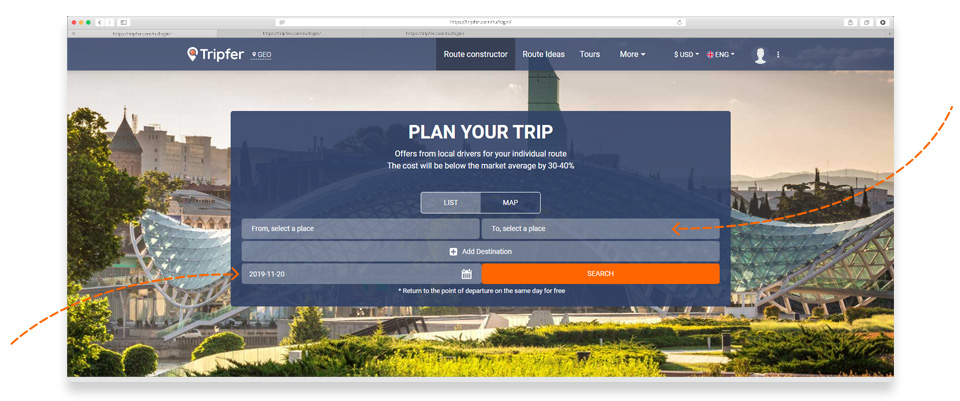 https://tripfer.com/ru/login/
https://tripfer.com/ru/login/ https://tripfer.com/ru/login/ https://tripfer.com/ru/login/
Tripfer GEO Route constructor Route Ideas Tours More $ USD ENG
PLAN YOUR TRIP
Offers from local drivers for your individual route
The cost will be below the market average by 30-40%
LIST MAP
From, select a place To, select a place
Add Destination
2019-11-20 SEARCH
* Return to the point of departure on the same day for free